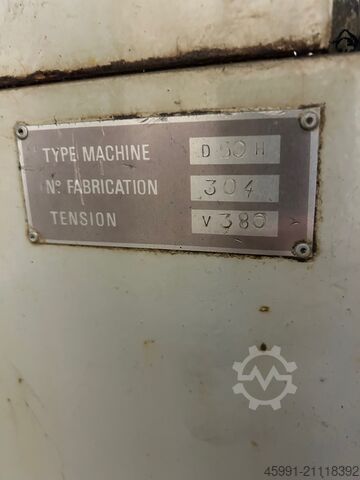 TYPE MACHINE D 50 H
Nº FABRICATION 304
TENSION V 380
45991-21118392